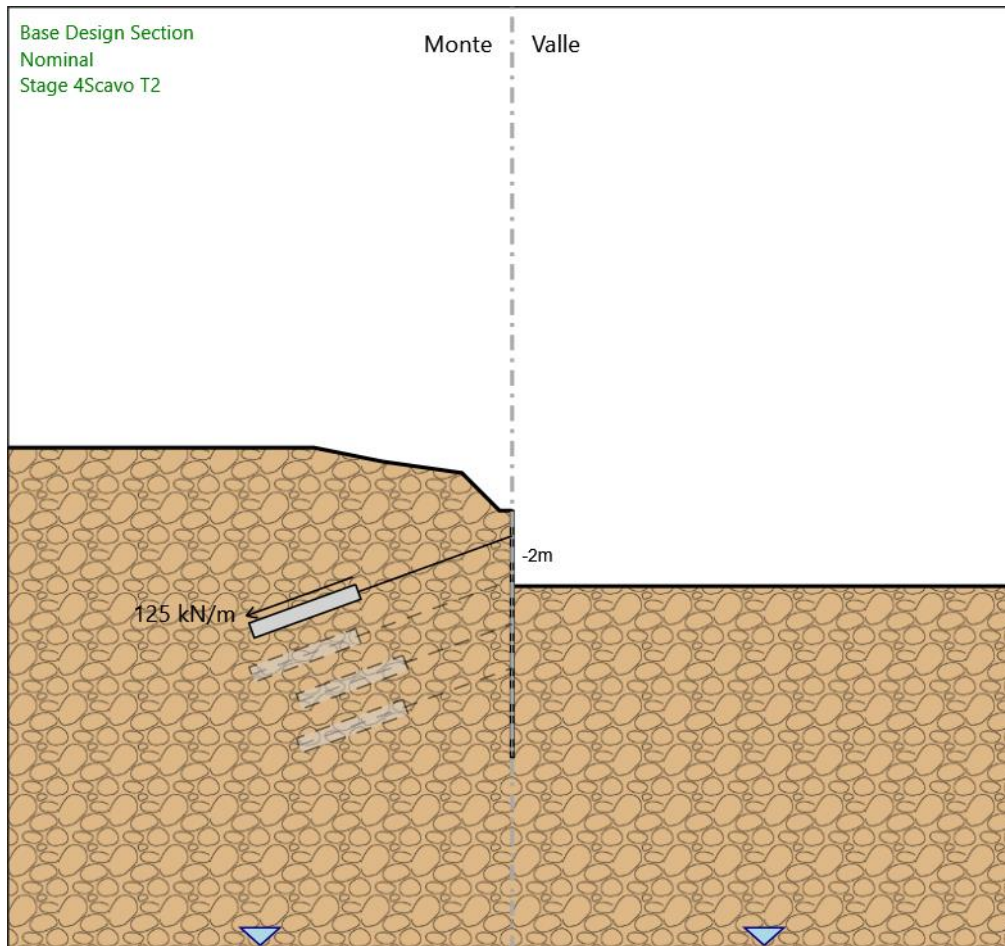 Base Design Section
Nominal
Stage 4Scavo T2
Monte
Valle
-2m
125 kN/m